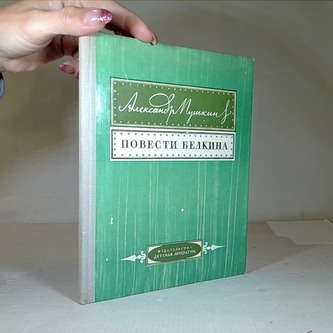 Александр Пушкин
ПОВЕСТИ БЕЛКИНА
ИЗДАТЕЛЬСТВО
ДЕТСКАЯ ЛИТЕРАТУРА